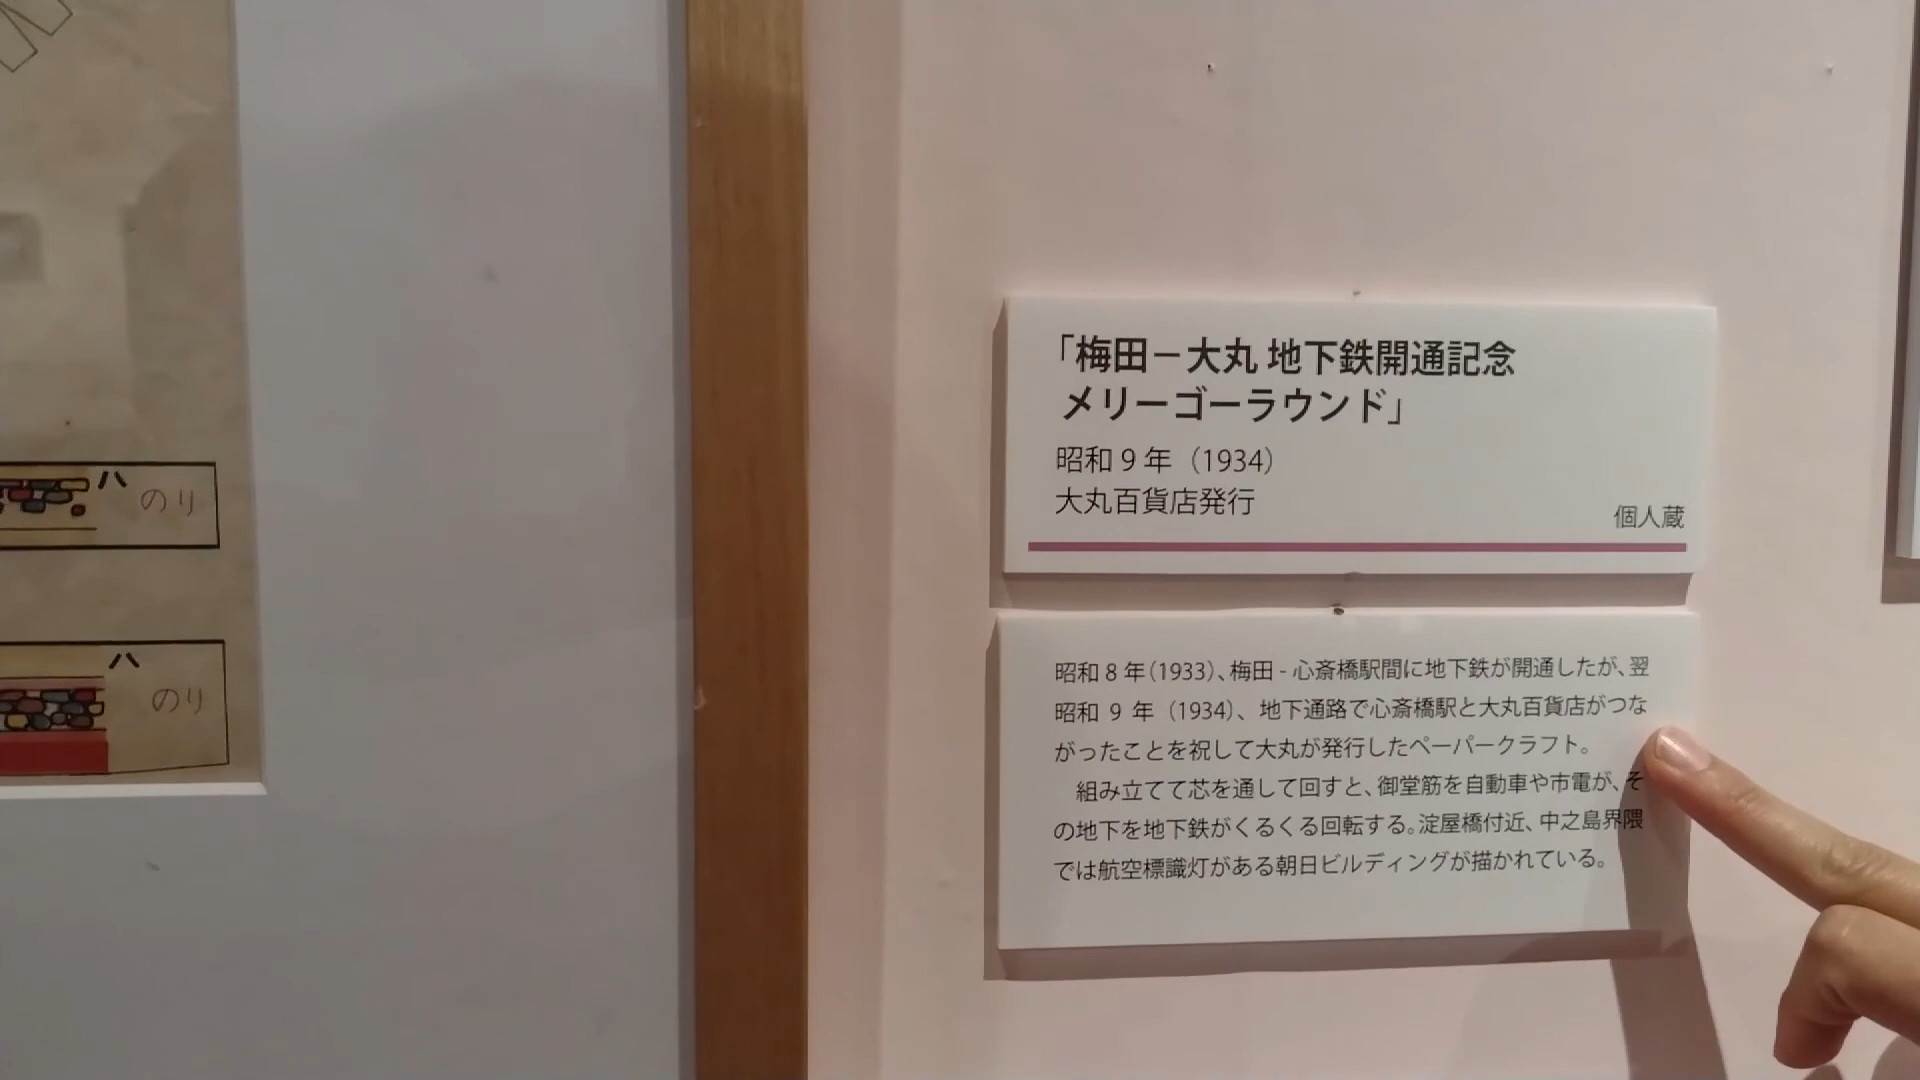 ハ
のり
ハ
のり
「梅田－大丸 地下鉄開通記念
メリーゴーラウンド」
昭和9年（1934）
大丸百貨店発行
個人蔵
昭和8年（1933）、梅田‐心斎橋駅間に地下鉄が開通したが、翌
昭和9年（1934）、地下通路で心斎橋駅と大丸百貨店がつな
がったことを祝して大丸が発行したペーパークラフト。
組み立てて芯を通して回すと、御堂筋を自動車や市電が、そ
の地下を地下鉄がくるくる回転する。淀屋橋付近、中之島界隈
では航空標識灯がある朝日ビルディングが描かれている。